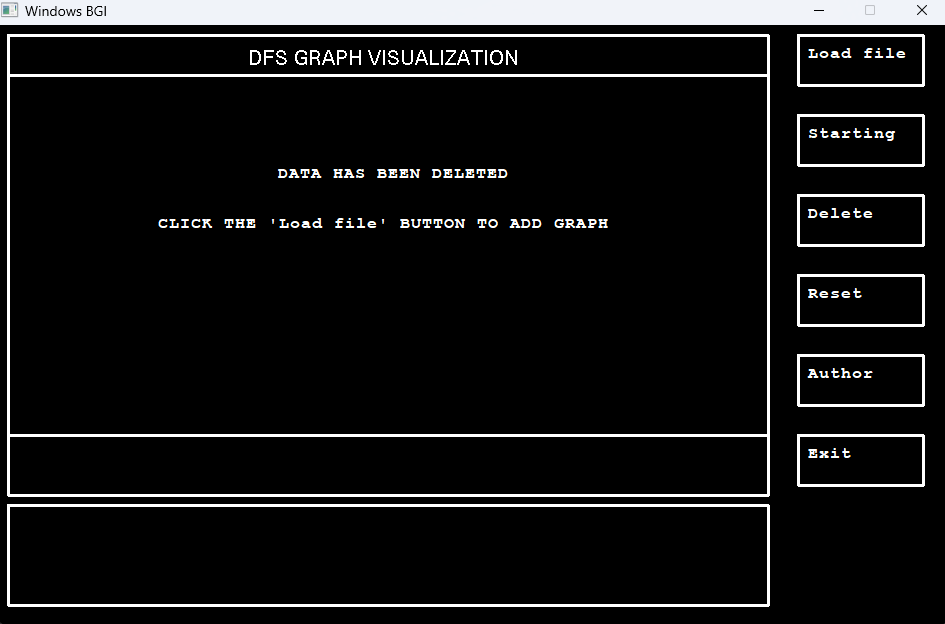 Windows BGI
DFS GRAPH VISUALIZATION
DATA HAS BEEN DELETED
CLICK THE 'Load file' BUTTON TO ADD GRAPH
Load file
Starting
Delete
Reset
Author
Exit